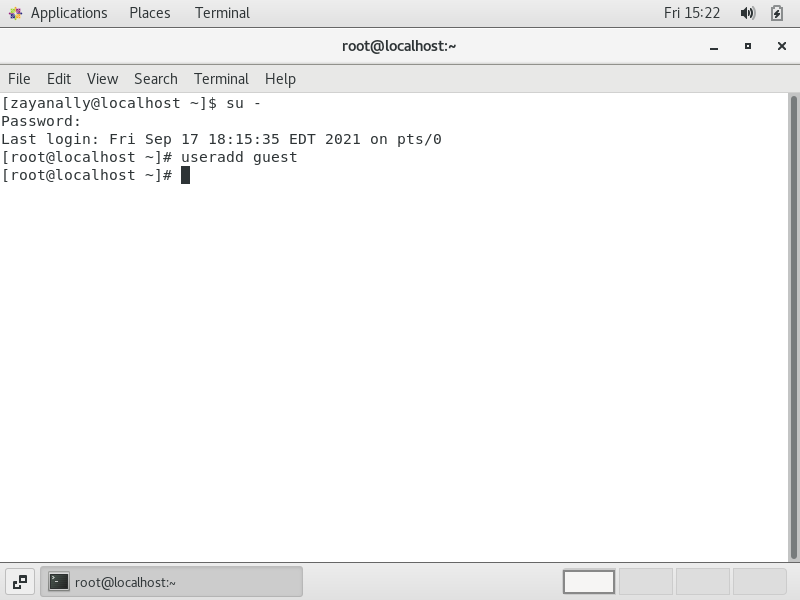 Applications Places Terminal Fri 15:22
root@localhost:~
File Edit View Search Terminal Help
[zayanally@localhost ~]$ su -
Password:
Last login: Fri Sep 17 18:15:35 EDT 2021 on pts/0
[root@localhost ~]# useradd guest
[root@localhost ~]#
root@localhost:~